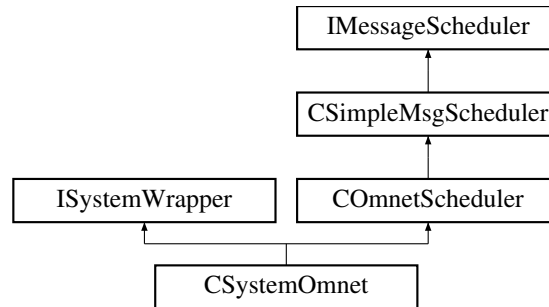 IMessageScheduler
CSimpleMsgScheduler
ISystemWrapper
COmnetScheduler
CSystemOmnet